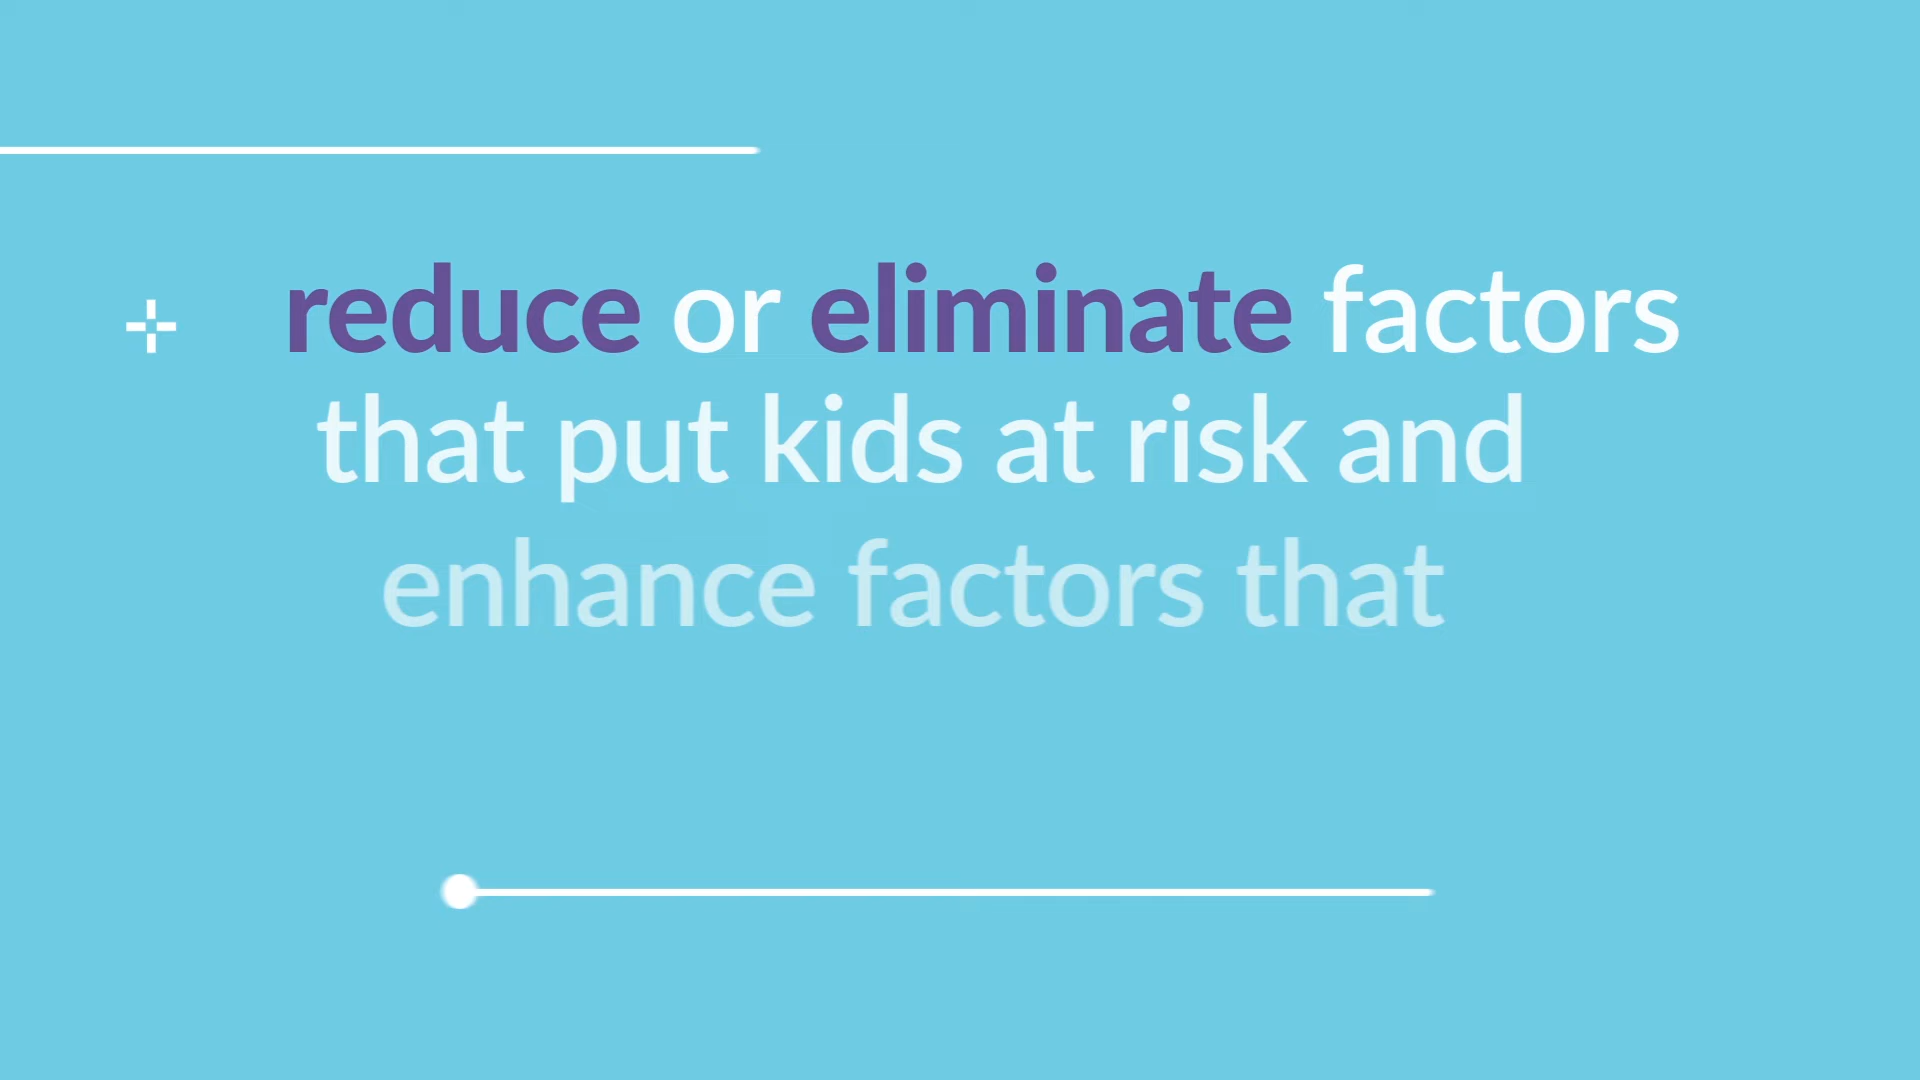 reduce or eliminate factors
that put kids at risk and
enhance factors that